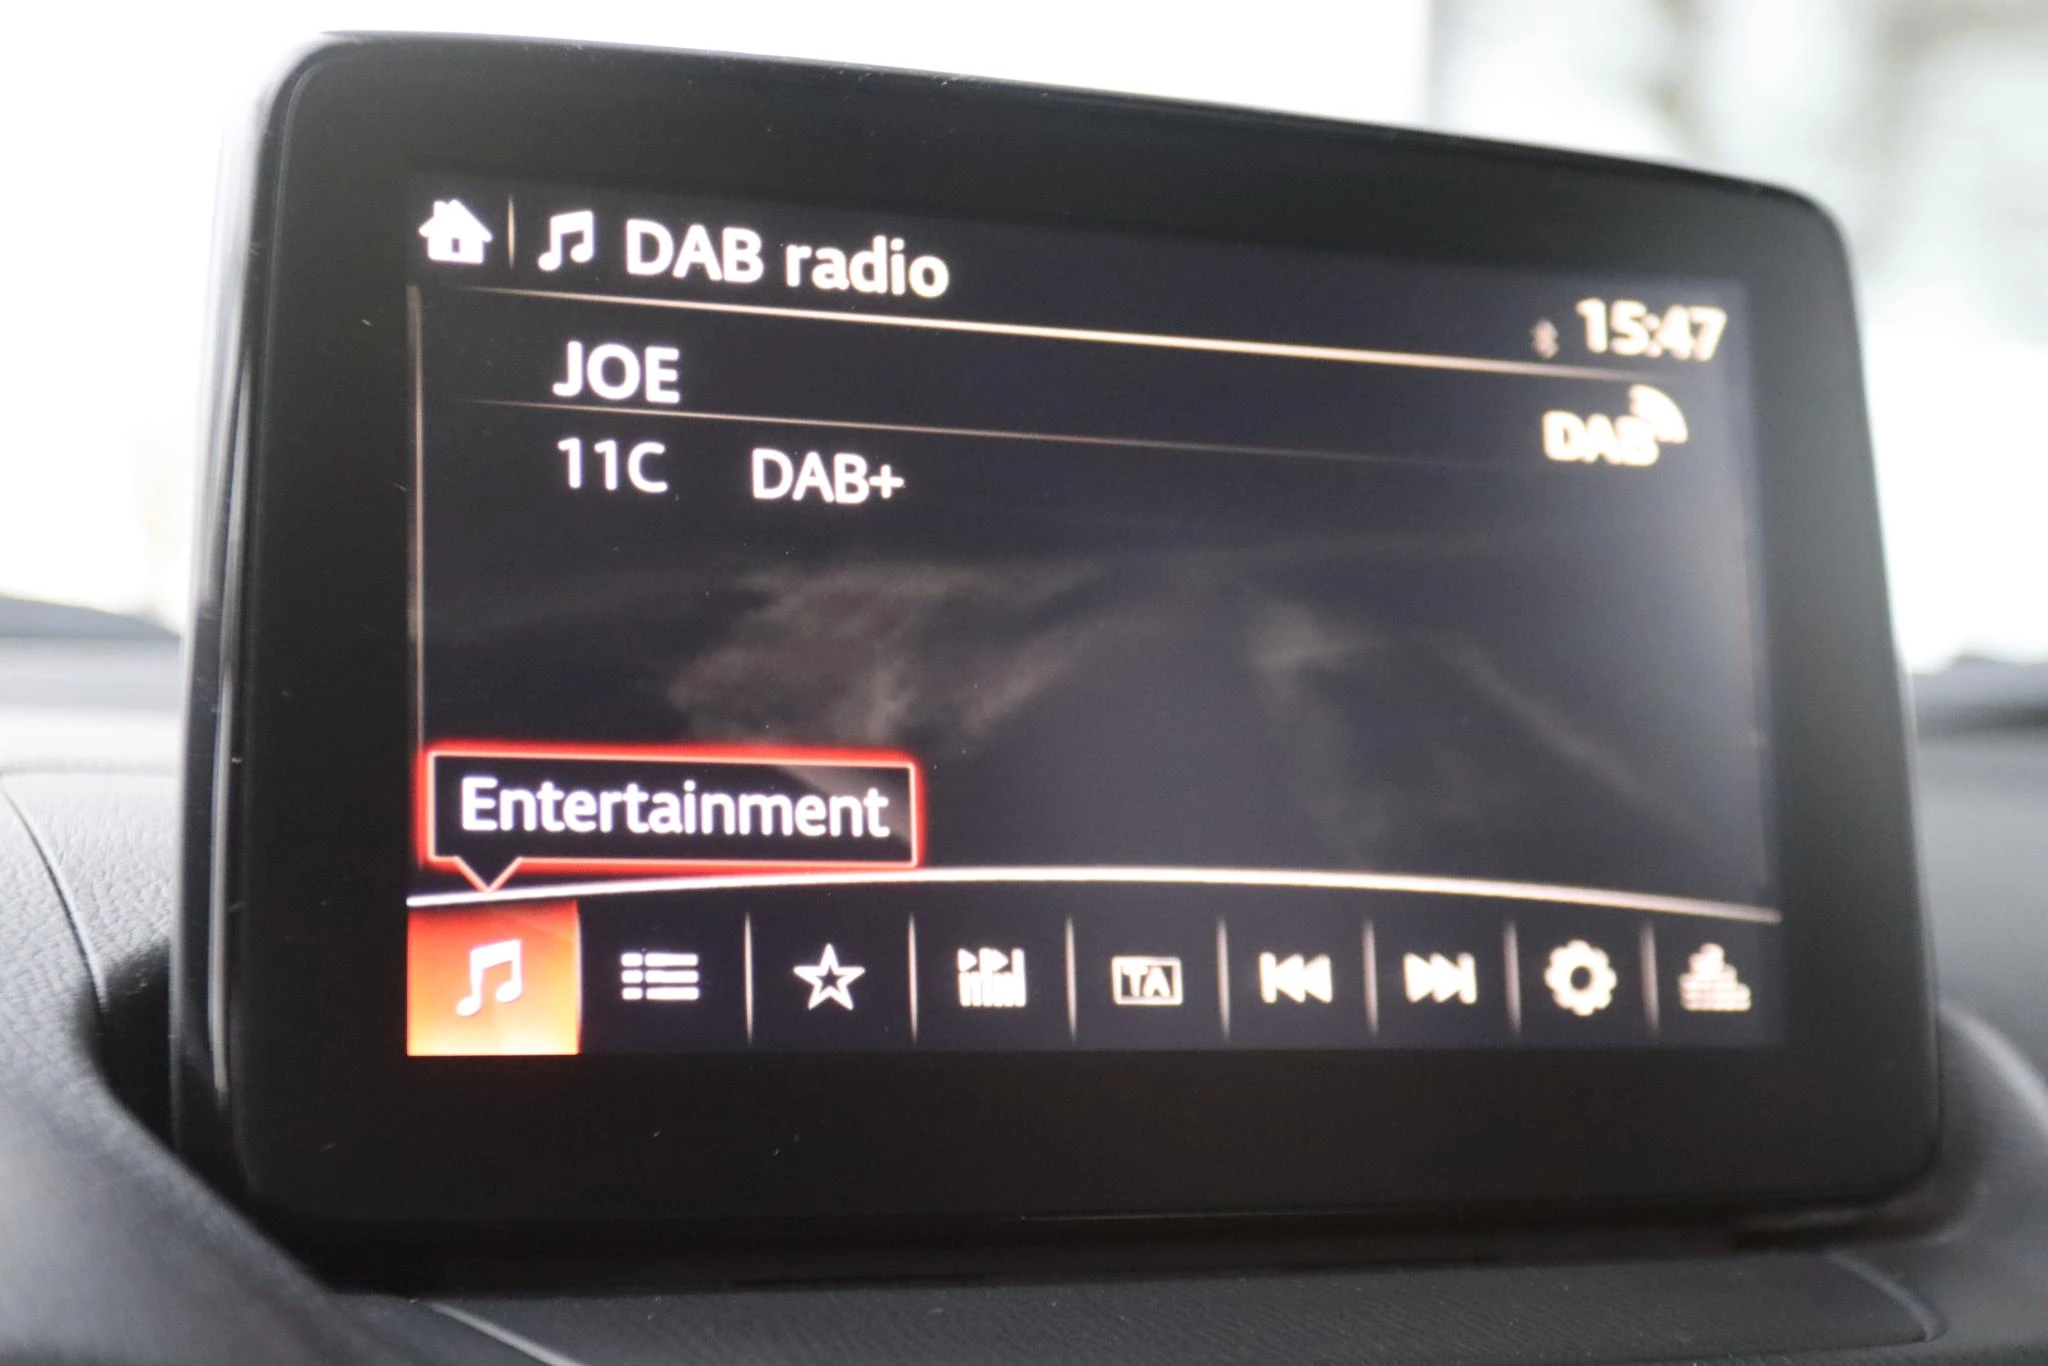 DAB radio
15:47
JOE
DAB
11C DAB+
Entertainment
TA